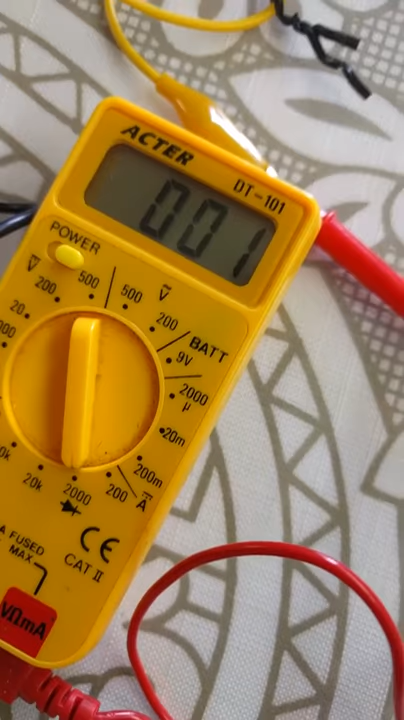 ACTER
DT-101
001
POWER
V
200
500
500
V
200
BATT
9V
2000
µ
20m
200m
A
200
2000
20k
20
FUSED
MAX
CE
CAT II
VΩmA